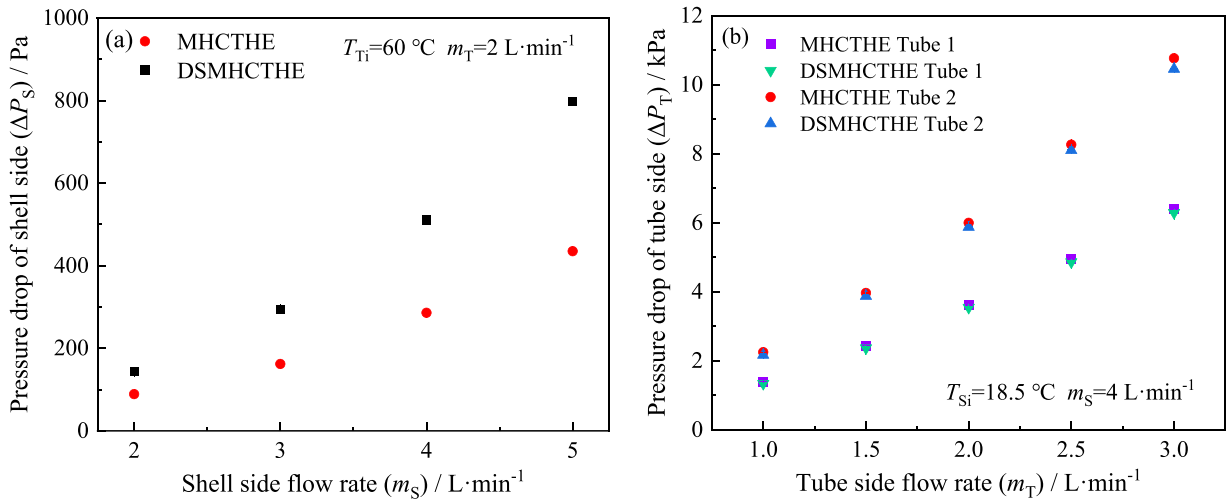 (a)
MHCTHE
DSMHCTHE
T_Ti=60 °C m_T=2 L·min⁻¹
1000
800
600
400
200
0
2
3
4
5
Pressure drop of shell side (ΔP_S) / Pa
Shell side flow rate (m_S) / L·min⁻¹
(b)
MHCTHE Tube 1
DSMHCTHE Tube 1
MHCTHE Tube 2
DSMHCTHE Tube 2
T_Si=18.5 °C m_S=4 L·min⁻¹
12
10
8
6
4
2
0
1.0
1.5
2.0
2.5
3.0
Pressure drop of tube side (ΔP_T) / kPa
Tube side flow rate (m_T) / L·min⁻¹